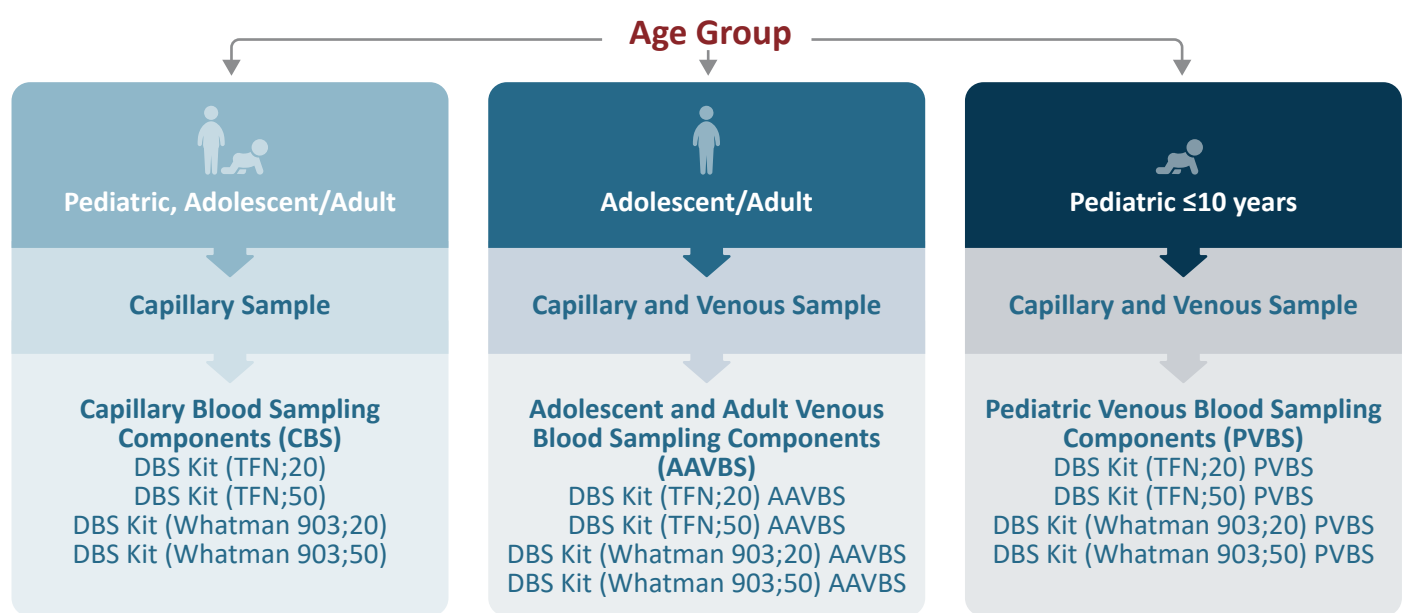 Age Group
Pediatric, Adolescent/Adult
Capillary Sample
Capillary Blood Sampling
Components (CBS)
DBS Kit (TFN;20)
DBS Kit (TFN;50)
DBS Kit (Whatman 903;20)
DBS Kit (Whatman 903;50)
Adolescent/Adult
Capillary and Venous Sample
Adolescent and Adult Venous
Blood Sampling Components
(AAVBS)
DBS Kit (TFN;20) AAVBS
DBS Kit (TFN;50) AAVBS
DBS Kit (Whatman 903;20) AAVBS
DBS Kit (Whatman 903;50) AAVBS
Pediatric ≤10 years
Capillary and Venous Sample
Pediatric Venous Blood Sampling
Components (PVBS)
DBS Kit (TFN;20) PVBS
DBS Kit (TFN;50) PVBS
DBS Kit (Whatman 903;20) PVBS
DBS Kit (Whatman 903;50) PVBS